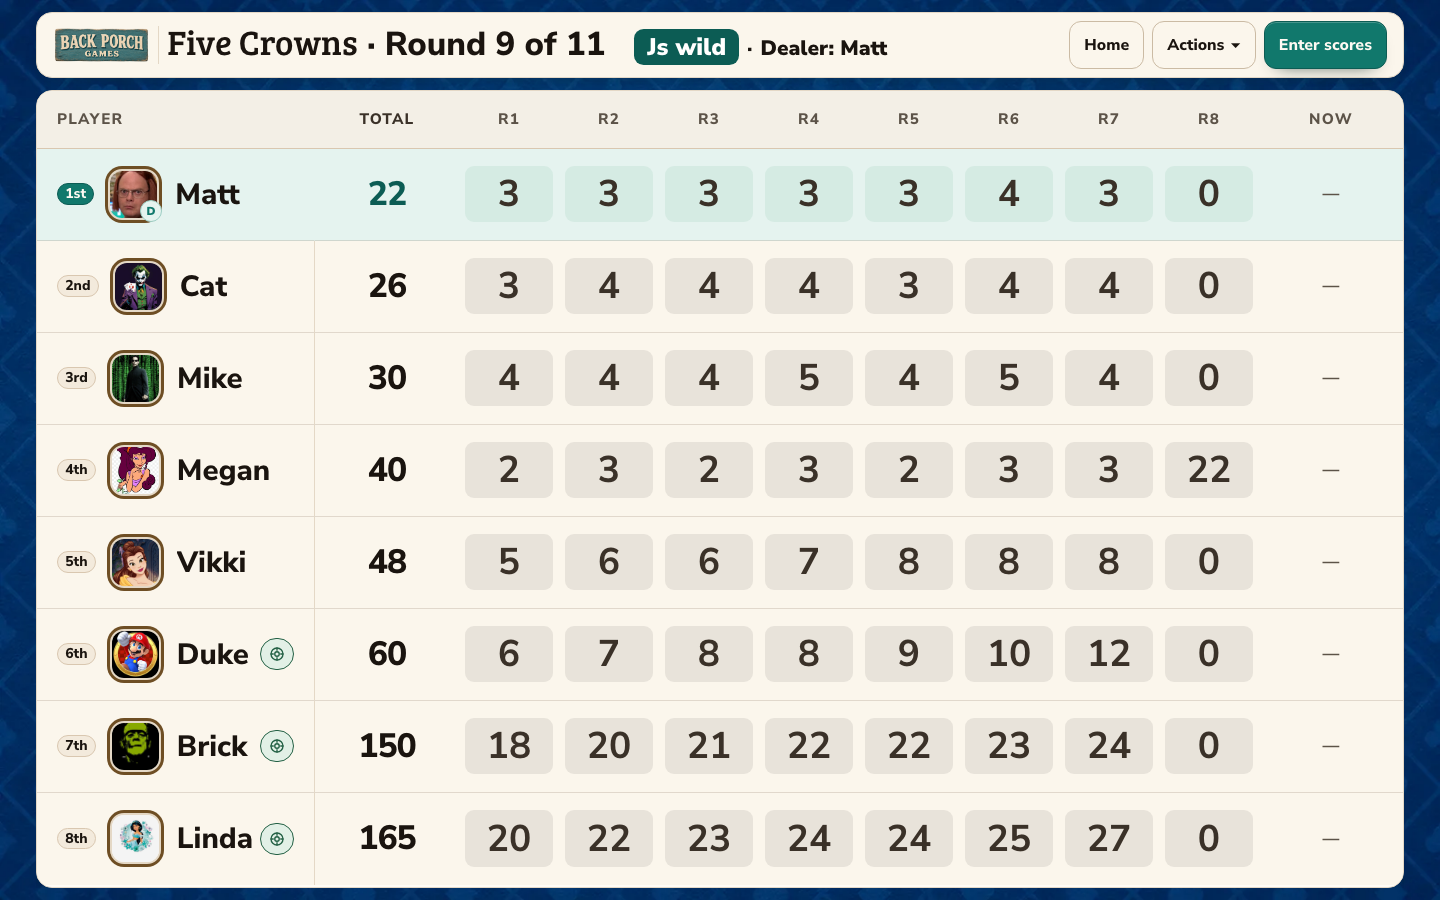 BACK PORCH
GAMES
Five Crowns · Round 9 of 11 Js wild · Dealer: Matt Home Actions Enter scores
PLAYER TOTAL R1 R2 R3 R4 R5 R6 R7 R8 NOW
1st D Matt 22 3 3 3 3 3 4 3 0 —
2nd Cat 26 3 4 4 4 3 4 4 0 —
3rd Mike 30 4 4 4 5 4 5 4 0 —
4th Megan 40 2 3 2 3 2 3 3 22 —
5th Vikki 48 5 6 6 7 8 8 8 0 —
6th Duke 60 6 7 8 8 9 10 12 0 —
7th Brick 150 18 20 21 22 22 23 24 0 —
8th Linda 165 20 22 23 24 24 25 27 0 —